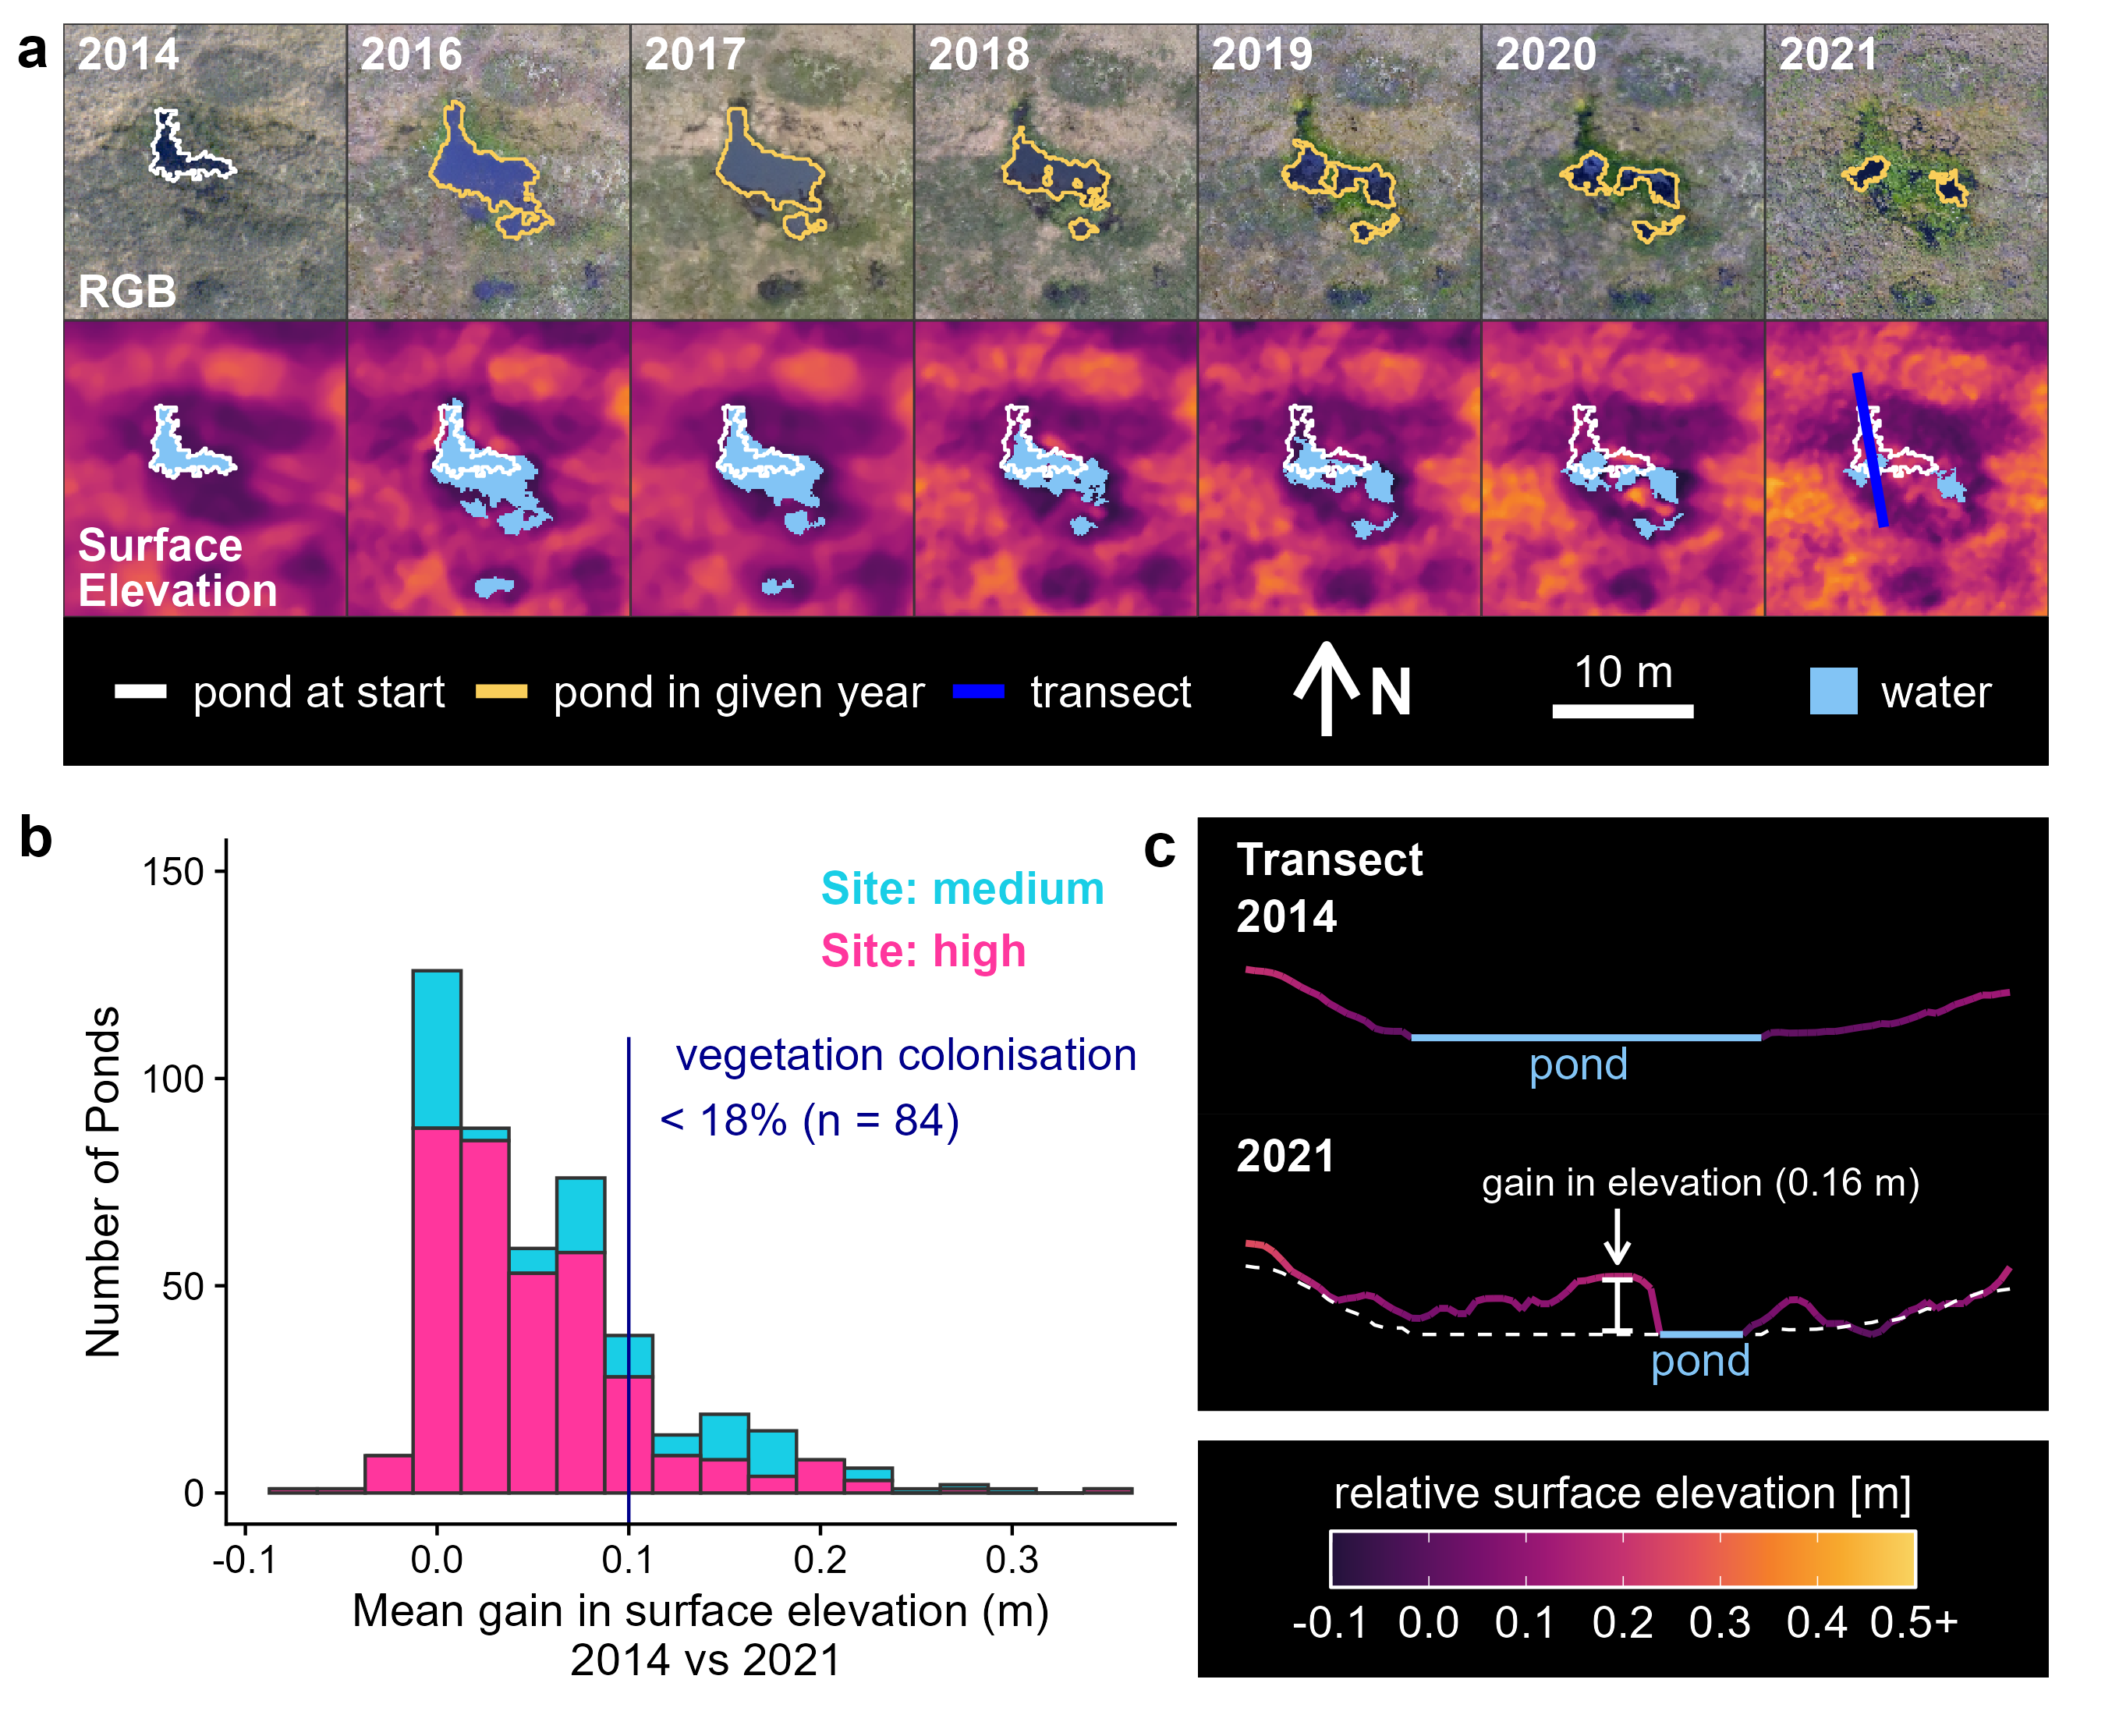 a
2014
2016
2017
2018
2019
2020
2021
RGB
Surface
Elevation
pond at start
pond in given year
transect
N
10 m
water
b
150
100
50
0
Number of Ponds
Site: medium
Site: high
vegetation colonisation
< 18% (n = 84)
-0.1
0.0
0.1
0.2
0.3
Mean gain in surface elevation (m)
2014 vs 2021
c
Transect
2014
pond
2021
gain in elevation (0.16 m)
pond
relative surface elevation [m]
-0.1
0.0
0.1
0.2
0.3
0.4
0.5+